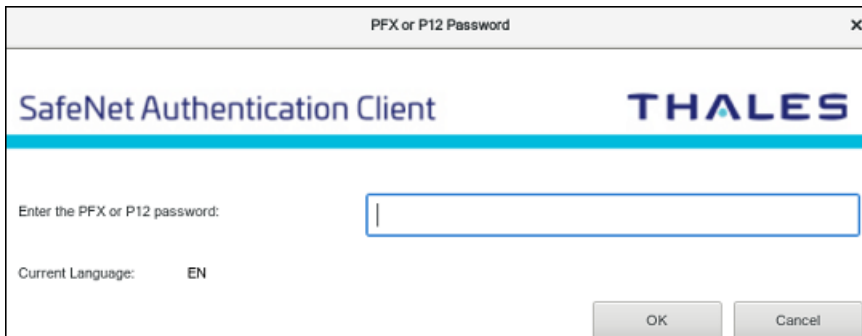 PFX or P12 Password ×
SafeNet Authentication Client THALES
Enter the PFX or P12 password:
Current Language: EN
OK Cancel